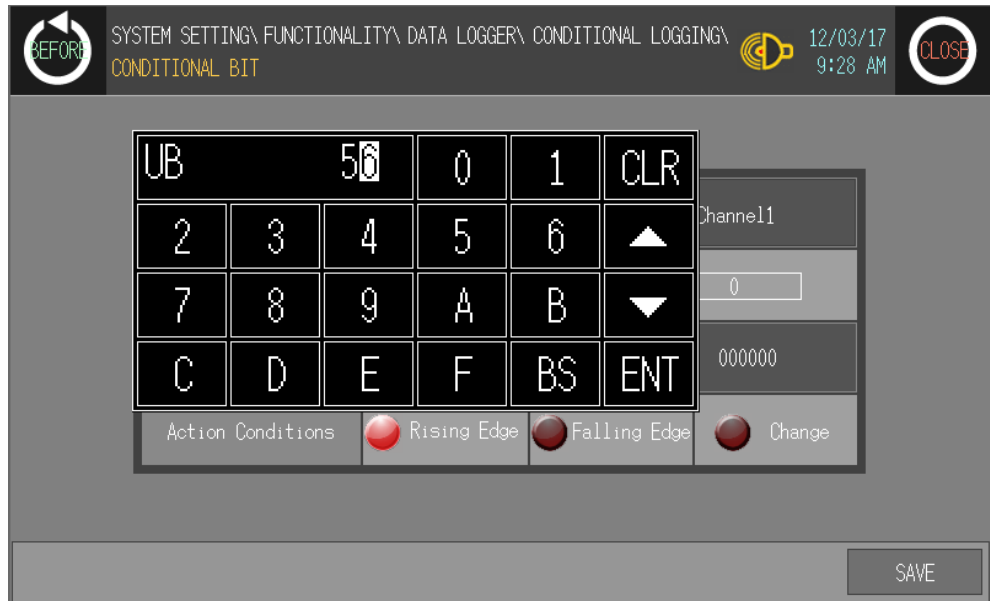 BEFORE
SYSTEM SETTING\ FUNCTIONALITY\ DATA LOGGER\ CONDITIONAL LOGGING\
CONDITIONAL BIT
12/03/17
9:28 AM
CLOSE
UB 56 0 1 CLR
2 3 4 5 6
7 8 9 A B
C D E F BS ENT
Channel1
0
000000
Action Conditions Rising Edge Falling Edge Change
SAVE